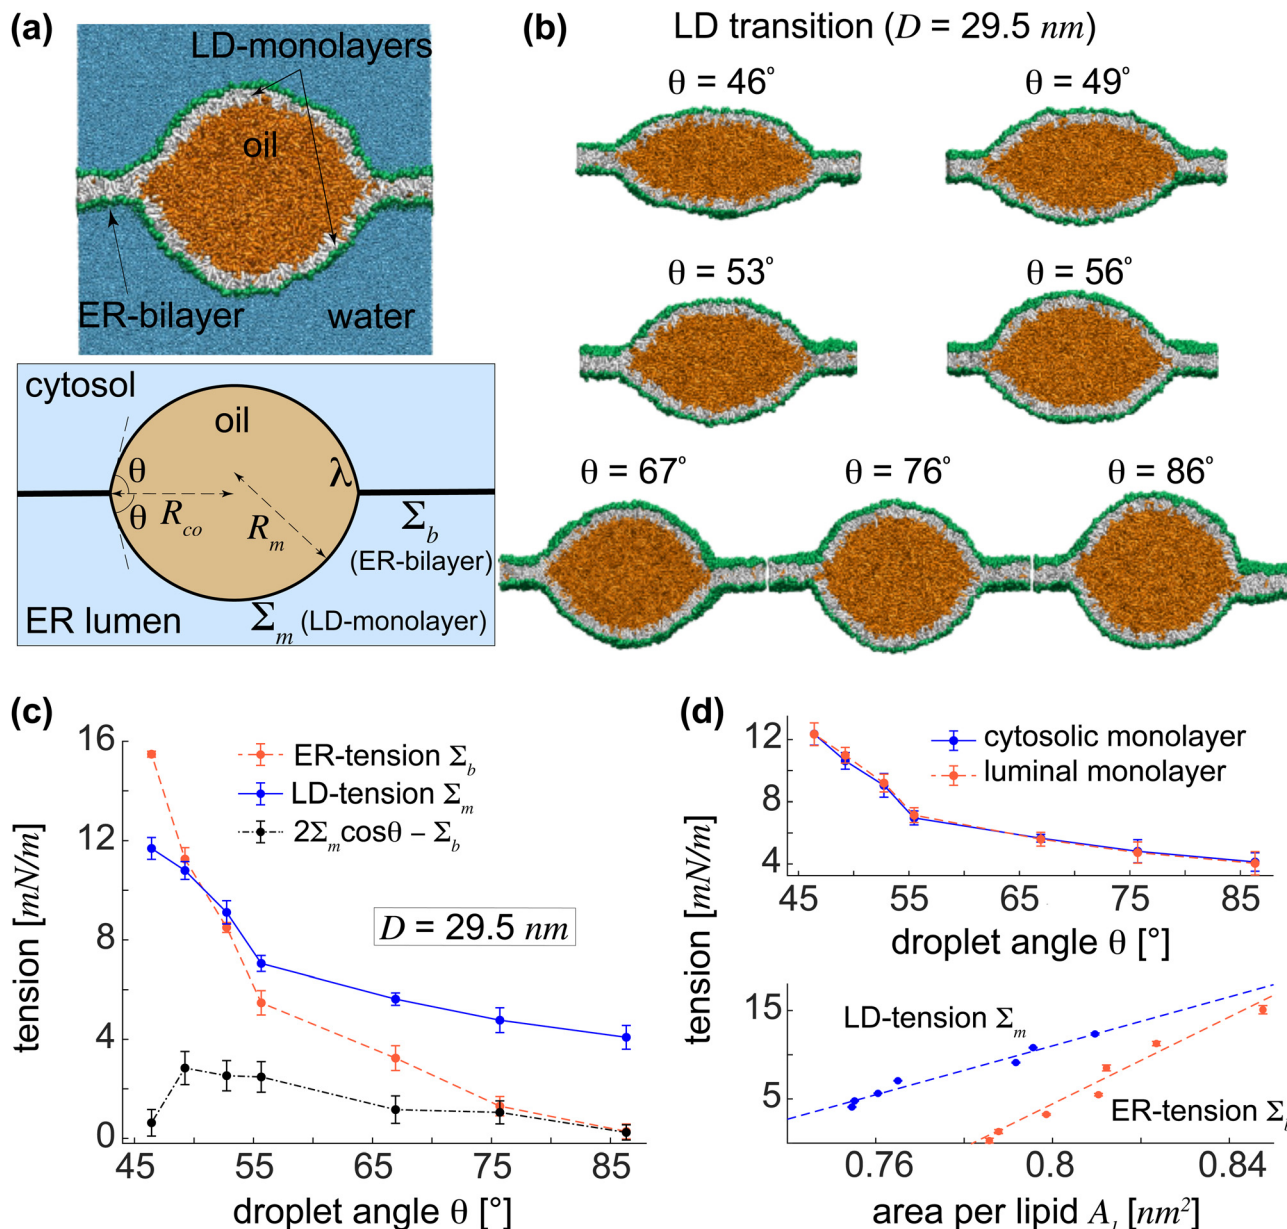 (a)
LD-monolayers
oil
ER-bilayer
water
cytosol
oil
θ
θ
λ
R_co
R_m
Σ_b
(ER-bilayer)
ER lumen
Σ_m (LD-monolayer)
(b)
LD transition (D = 29.5 nm)
θ = 46°
θ = 49°
θ = 53°
θ = 56°
θ = 67°
θ = 76°
θ = 86°
(c)
16
12
8
4
0
tension [mN/m]
ER-tension Σ_b
LD-tension Σ_m
2Σ_m cosθ – Σ_b
D = 29.5 nm
45 55 65 75 85
droplet angle θ [°]
(d)
12
8
4
cytosolic monolayer
luminal monolayer
45 55 65 75 85
droplet angle θ [°]
tension [mN/m]
15
5
LD-tension Σ_m
ER-tension Σ_b
0.76 0.8 0.84
area per lipid A_l [nm²]